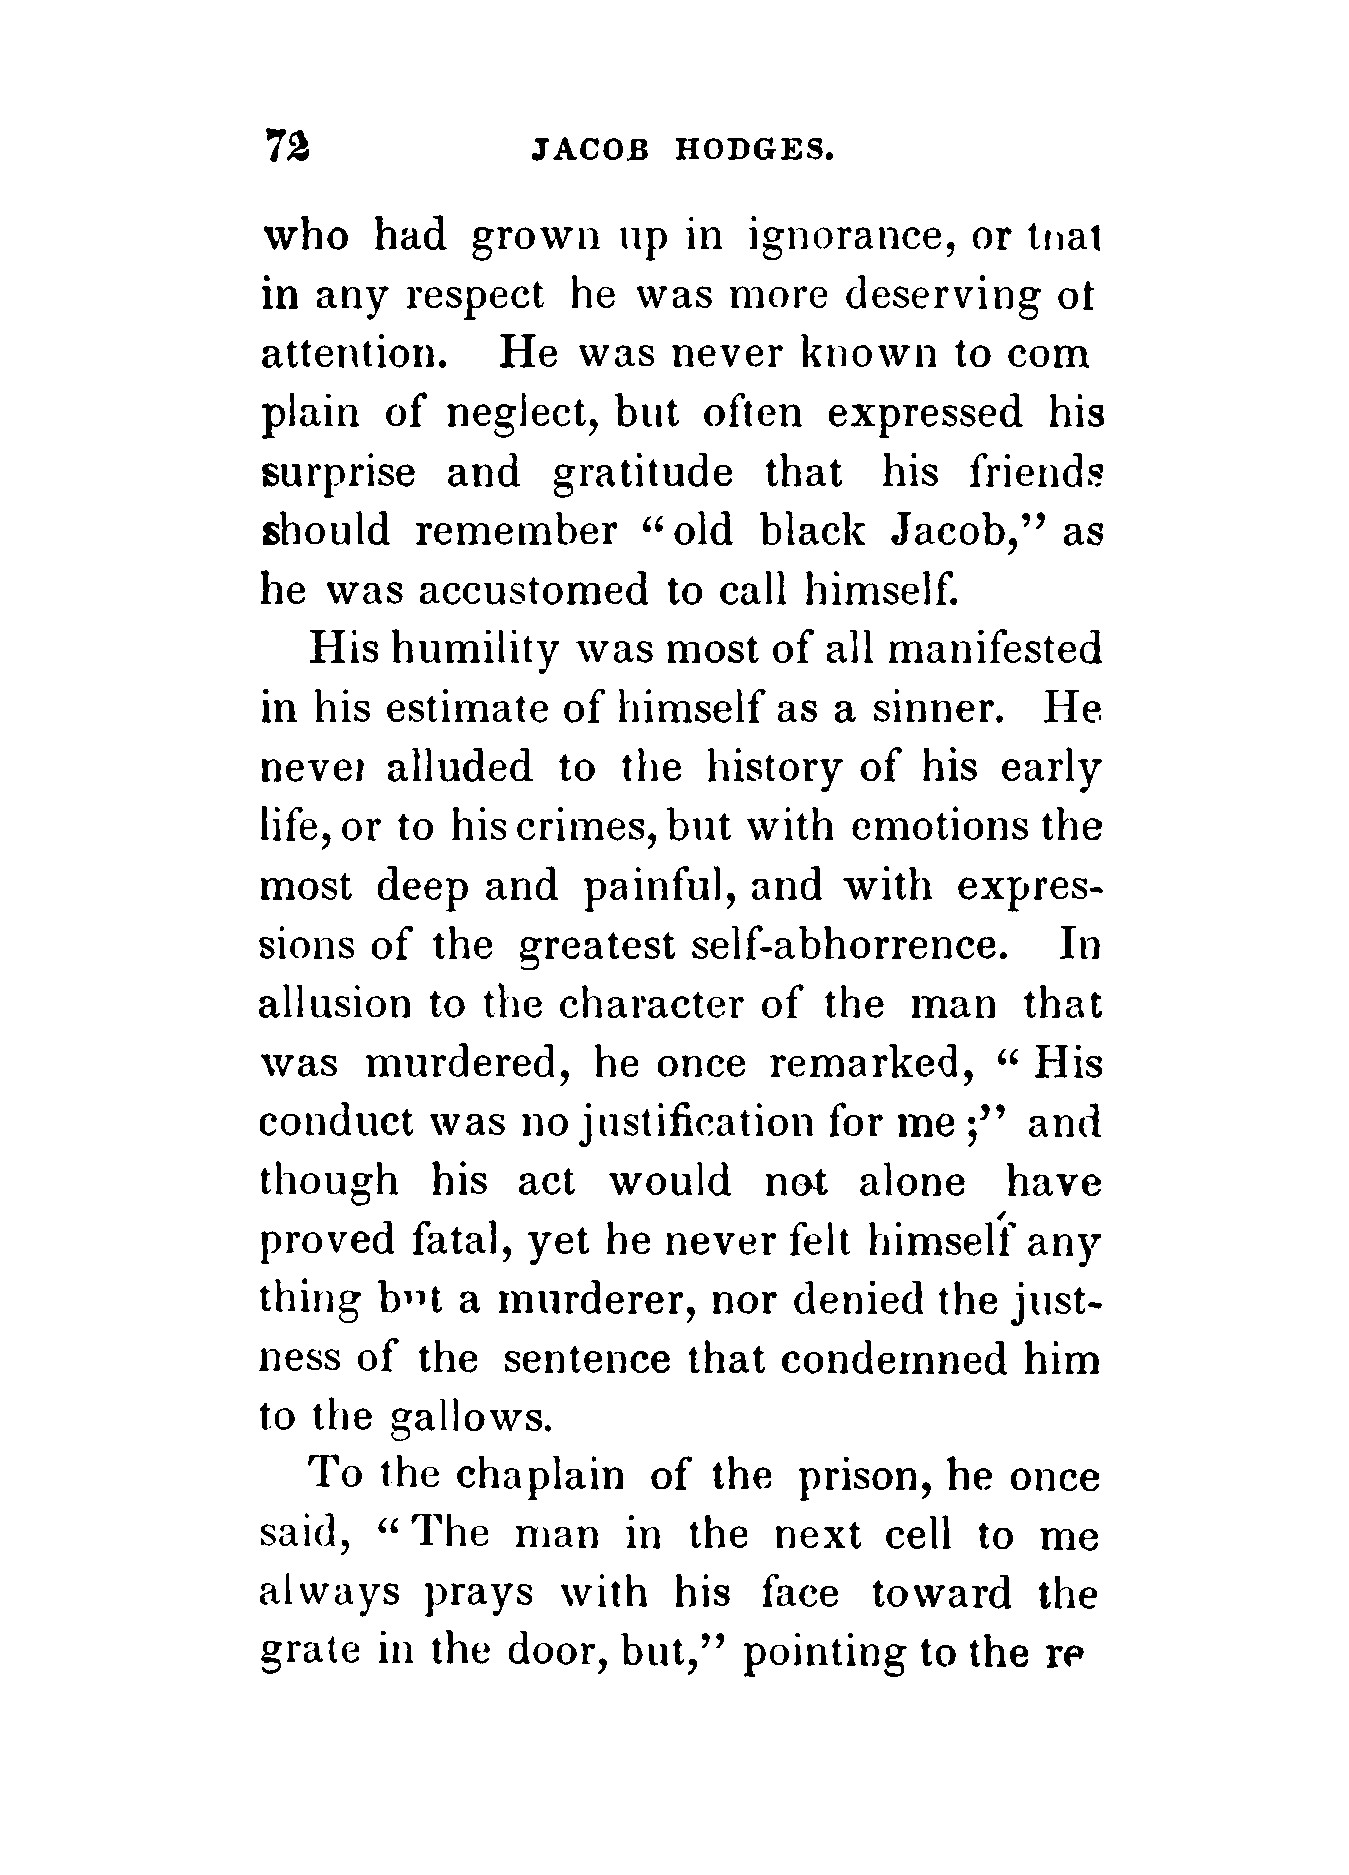 72 JACOB HODGES.
who had grown up in ignorance, or that
in any respect he was more deserving of
attention. He was never known to com
plain of neglect, but often expressed his
surprise and gratitude that his friends
should remember “old black Jacob,” as
he was accustomed to call himself.
His humility was most of all manifested
in his estimate of himself as a sinner. He
never alluded to the history of his early
life, or to his crimes, but with emotions the
most deep and painful, and with expres-
sions of the greatest self-abhorrence. In
allusion to the character of the man that
was murdered, he once remarked, “ His
conduct was no justification for me ;” and
though his act would not alone have
proved fatal, yet he never felt himself any
thing but a murderer, nor denied the just-
ness of the sentence that condemned him
to the gallows.
To the chaplain of the prison, he once
said, “ The man in the next cell to me
always prays with his face toward the
grate in the door, but,” pointing to the re